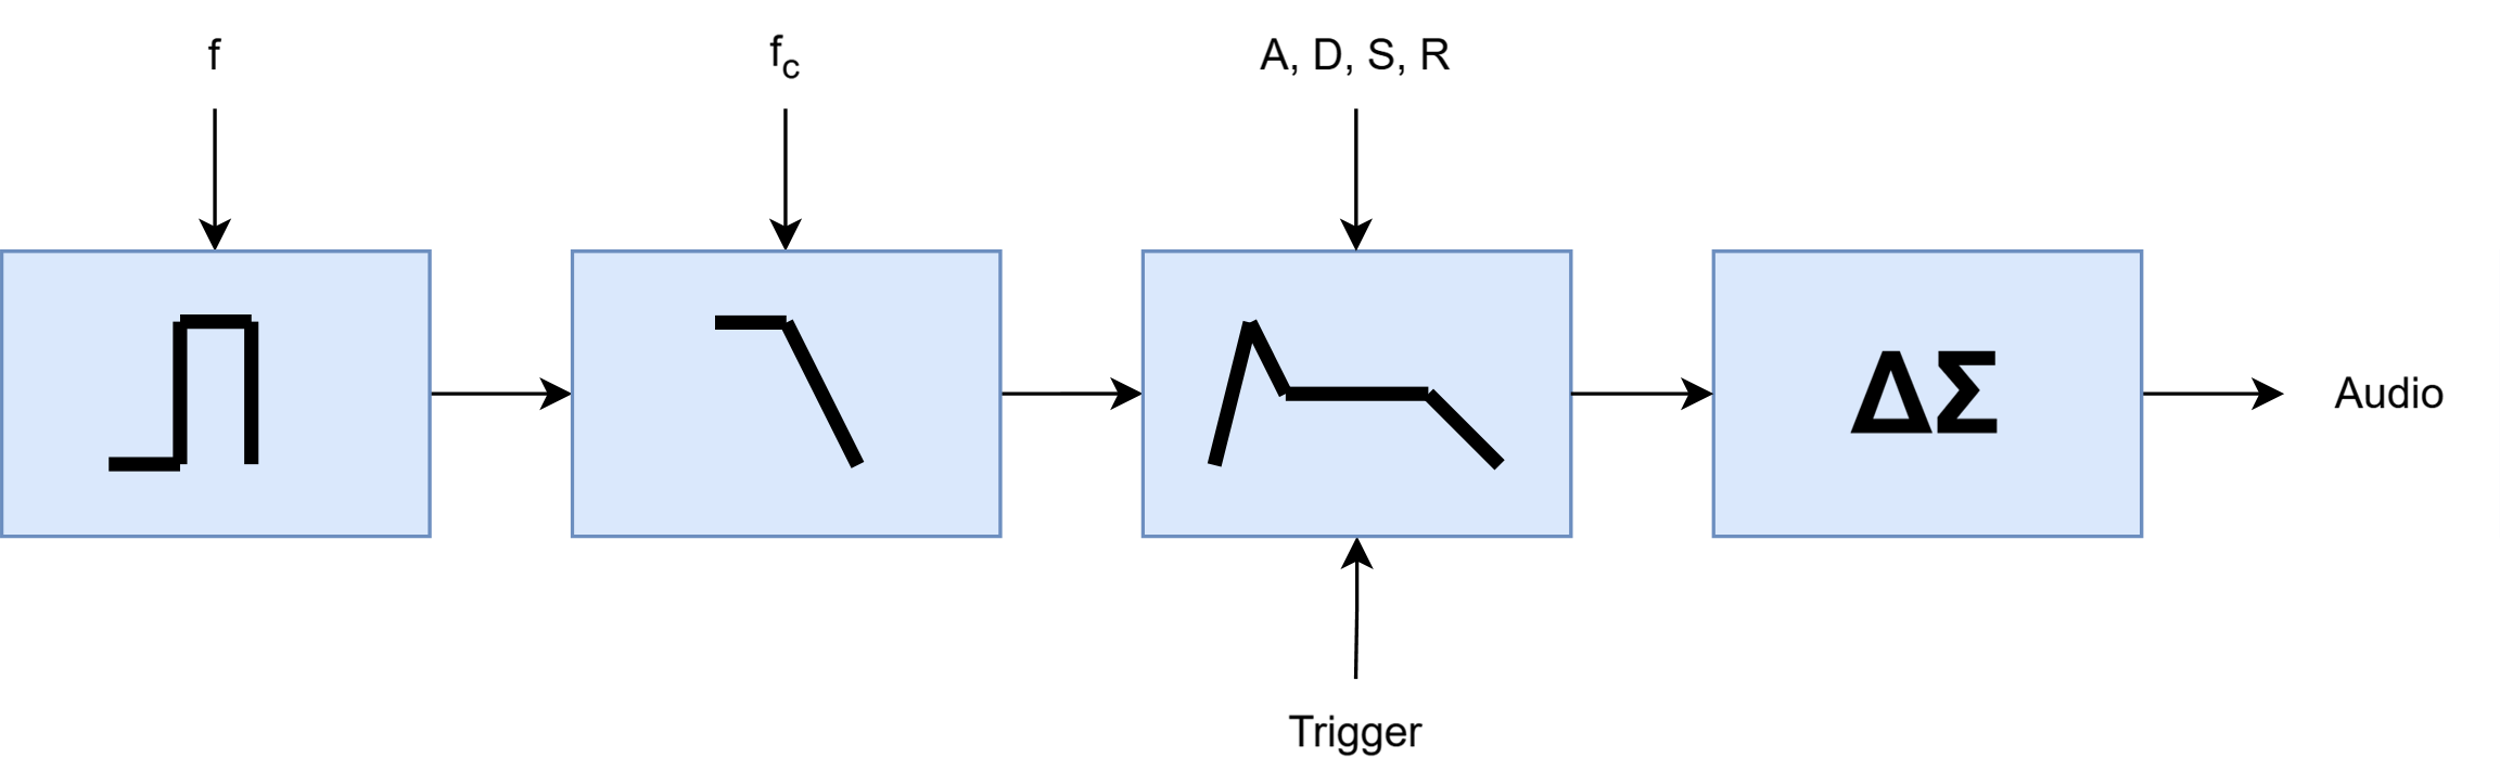 f
fc
A, D, S, R
ΔΣ
Audio
Trigger